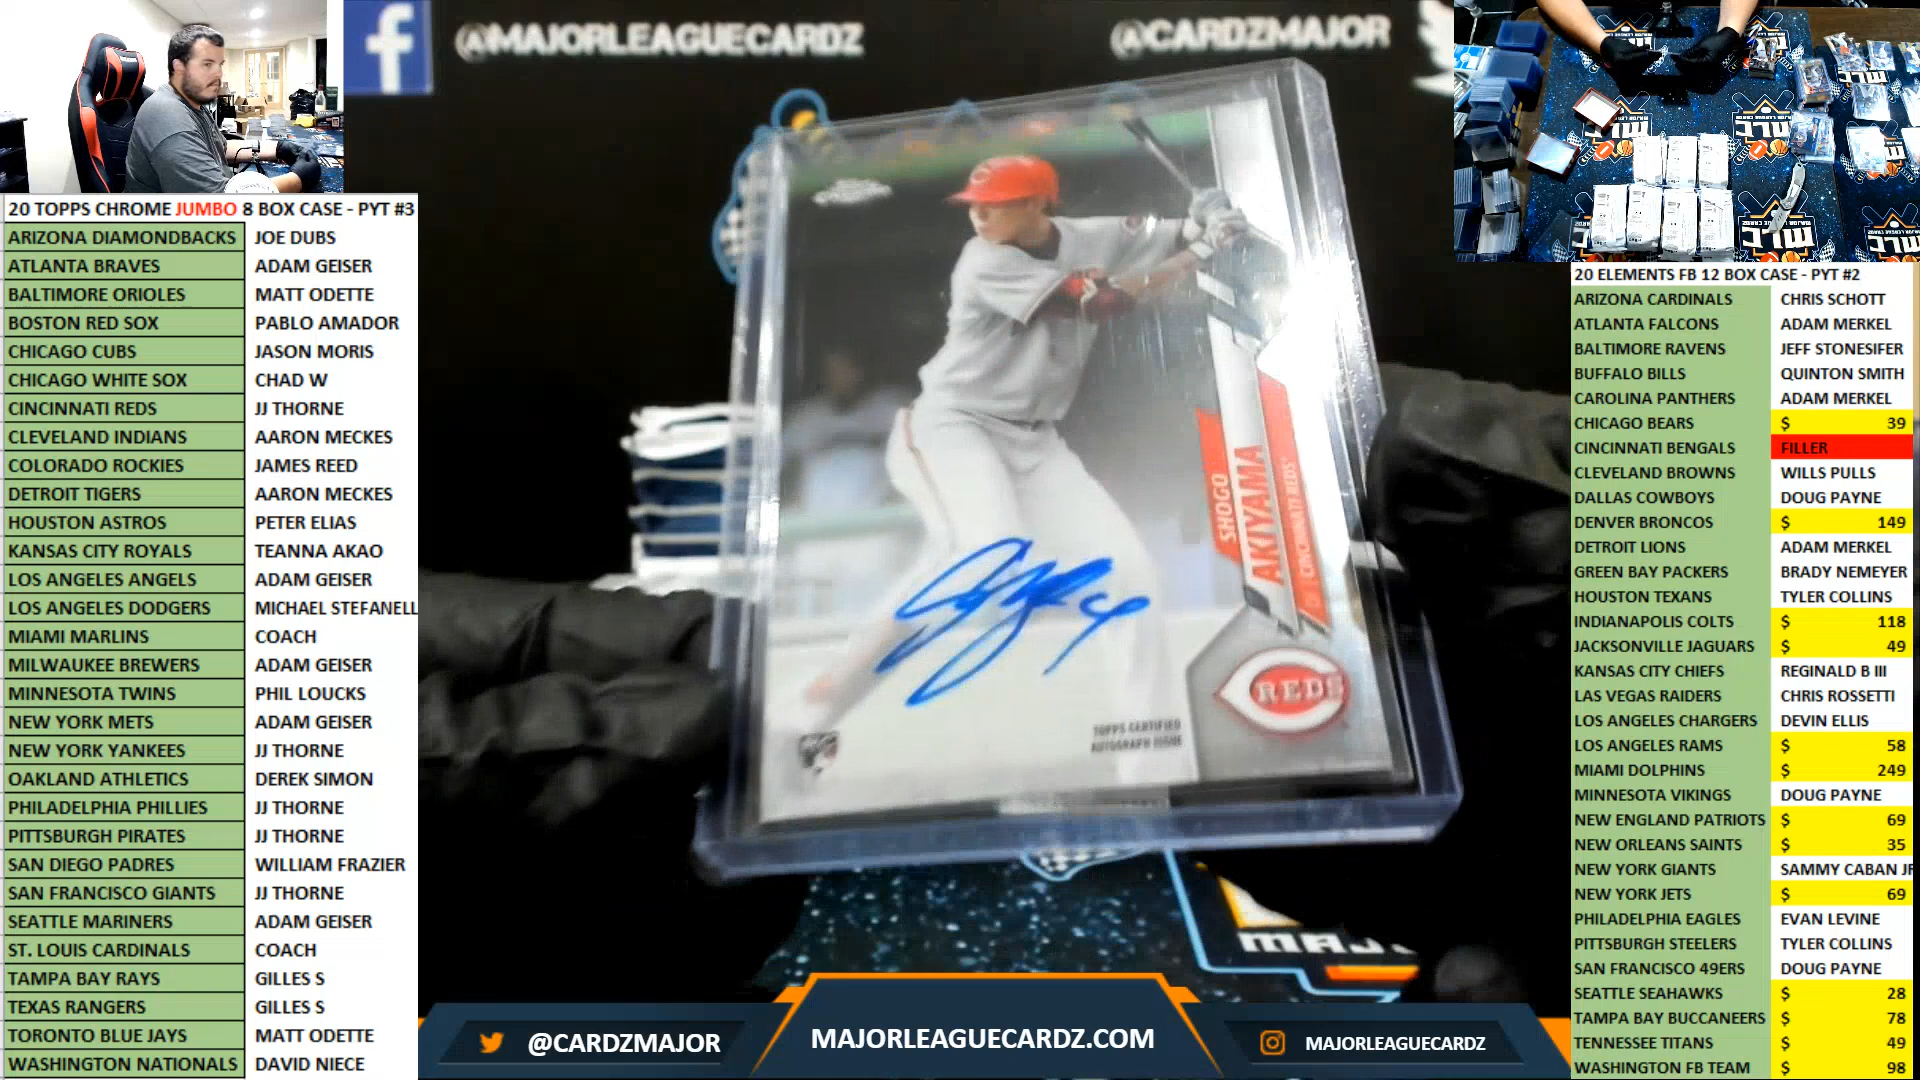 @MAJORLEAGUECARDZ
@CARDZMAJOR
20 TOPPS CHROME JUMBO 8 BOX CASE - PYT #3
ARIZONA DIAMONDBACKS JOE DUBS
ATLANTA BRAVES ADAM GEISER
BALTIMORE ORIOLES MATT ODETTE
BOSTON RED SOX PABLO AMADOR
CHICAGO CUBS JASON MORIS
CHICAGO WHITE SOX CHAD W
CINCINNATI REDS JJ THORNE
CLEVELAND INDIANS AARON MECKES
COLORADO ROCKIES JAMES REED
DETROIT TIGERS AARON MECKES
HOUSTON ASTROS PETER ELIAS
KANSAS CITY ROYALS TEANNA AKAO
LOS ANGELES ANGELS ADAM GEISER
LOS ANGELES DODGERS MICHAEL STEFANELL
MIAMI MARLINS COACH
MILWAUKEE BREWERS ADAM GEISER
MINNESOTA TWINS PHIL LOUCKS
NEW YORK METS ADAM GEISER
NEW YORK YANKEES JJ THORNE
OAKLAND ATHLETICS DEREK SIMON
PHILADELPHIA PHILLIES JJ THORNE
PITTSBURGH PIRATES JJ THORNE
SAN DIEGO PADRES WILLIAM FRAZIER
SAN FRANCISCO GIANTS JJ THORNE
SEATTLE MARINERS ADAM GEISER
ST. LOUIS CARDINALS COACH
TAMPA BAY RAYS GILLES S
TEXAS RANGERS GILLES S
TORONTO BLUE JAYS MATT ODETTE
WASHINGTON NATIONALS DAVID NIECE
SHOGO
AKIYAMA
CINCINNATI REDS
REDS
TOPPS CERTIFIED
AUTOGRAPH ISSUE
@CARDZMAJOR
MAJORLEAGUECARDZ.COM
MAJORLEAGUECARDZ
20 ELEMENTS FB 12 BOX CASE - PYT #2
ARIZONA CARDINALS CHRIS SCHOTT
ATLANTA FALCONS ADAM MERKEL
BALTIMORE RAVENS JEFF STONESIFER
BUFFALO BILLS QUINTON SMITH
CAROLINA PANTHERS ADAM MERKEL
CHICAGO BEARS $ 39
CINCINNATI BENGALS FILLER
CLEVELAND BROWNS WILLS PULLS
DALLAS COWBOYS DOUG PAYNE
DENVER BRONCOS $ 149
DETROIT LIONS ADAM MERKEL
GREEN BAY PACKERS BRADY NEMEYER
HOUSTON TEXANS TYLER COLLINS
INDIANAPOLIS COLTS $ 118
JACKSONVILLE JAGUARS $ 49
KANSAS CITY CHIEFS REGINALD B III
LAS VEGAS RAIDERS CHRIS ROSSETTI
LOS ANGELES CHARGERS DEVIN ELLIS
LOS ANGELES RAMS $ 58
MIAMI DOLPHINS $ 249
MINNESOTA VIKINGS DOUG PAYNE
NEW ENGLAND PATRIOTS $ 69
NEW ORLEANS SAINTS $ 35
NEW YORK GIANTS SAMMY CABAN JR
NEW YORK JETS $ 69
PHILADELPHIA EAGLES EVAN LEVINE
PITTSBURGH STEELERS TYLER COLLINS
SAN FRANCISCO 49ERS DOUG PAYNE
SEATTLE SEAHAWKS $ 28
TAMPA BAY BUCCANEERS $ 78
TENNESSEE TITANS $ 49
WASHINGTON FB TEAM $ 98